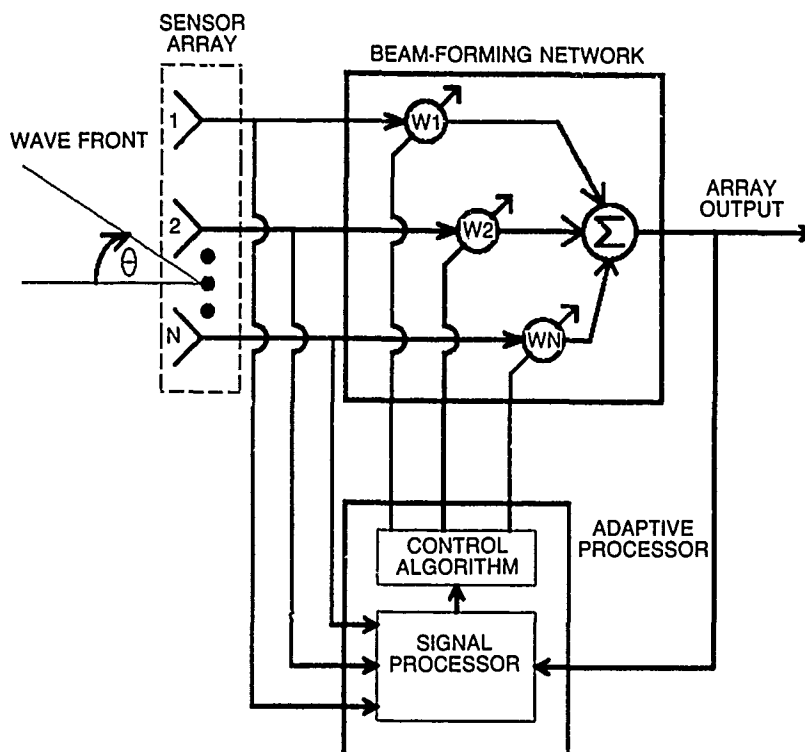 SENSOR
ARRAY
BEAM-FORMING NETWORK
WAVE FRONT
1
W1
2
W2
Σ
ARRAY
OUTPUT
θ
N
WN
ADAPTIVE
PROCESSOR
CONTROL
ALGORITHM
SIGNAL
PROCESSOR